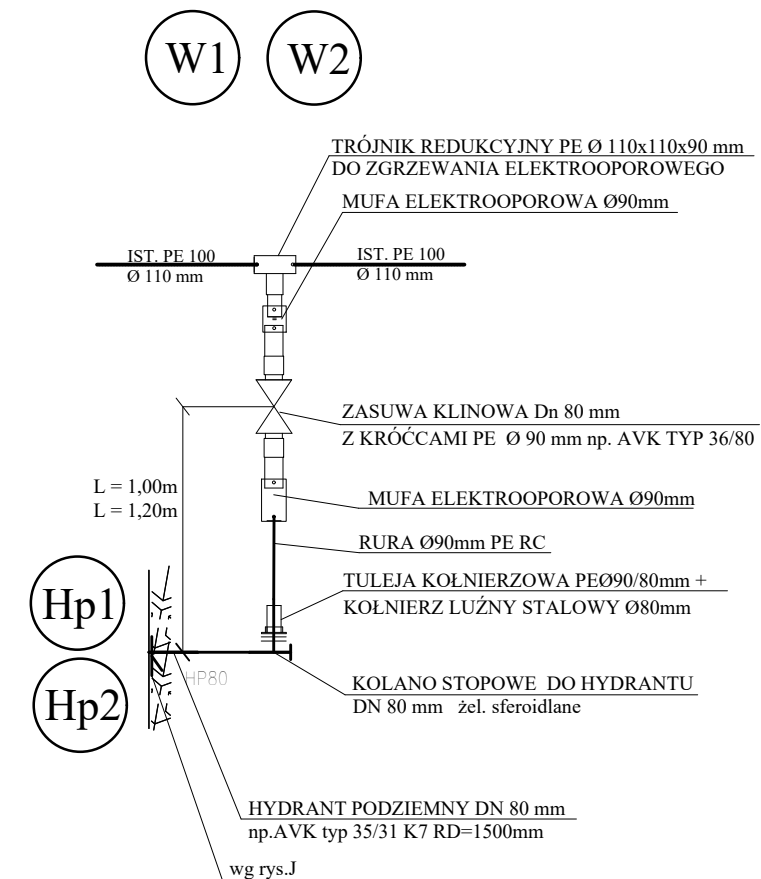 W1 W2
TRÓJNIK REDUKCYJNY PE Ø 110x110x90 mm
DO ZGRZEWANIA ELEKTROOPOROWEGO
MUFA ELEKTROOPOROWA Ø90mm
IST. PE 100
Ø 110 mm
IST. PE 100
Ø 110 mm
ZASUWA KLINOWA Dn 80 mm
Z KRÓĆCAMI PE Ø 90 mm np. AVK TYP 36/80
L = 1,00m
L = 1,20m
MUFA ELEKTROOPOROWA Ø90mm
RURA Ø90mm PE RC
TULEJA KOŁNIERZOWA PEØ90/80mm +
KOŁNIERZ LUŹNY STALOWY Ø80mm
Hp1
Hp2
HP80
KOLANO STOPOWE DO HYDRANTU
DN 80 mm żel. sferoidlane
HYDRANT PODZIEMNY DN 80 mm
np.AVK typ 35/31 K7 RD=1500mm
wg rys.J